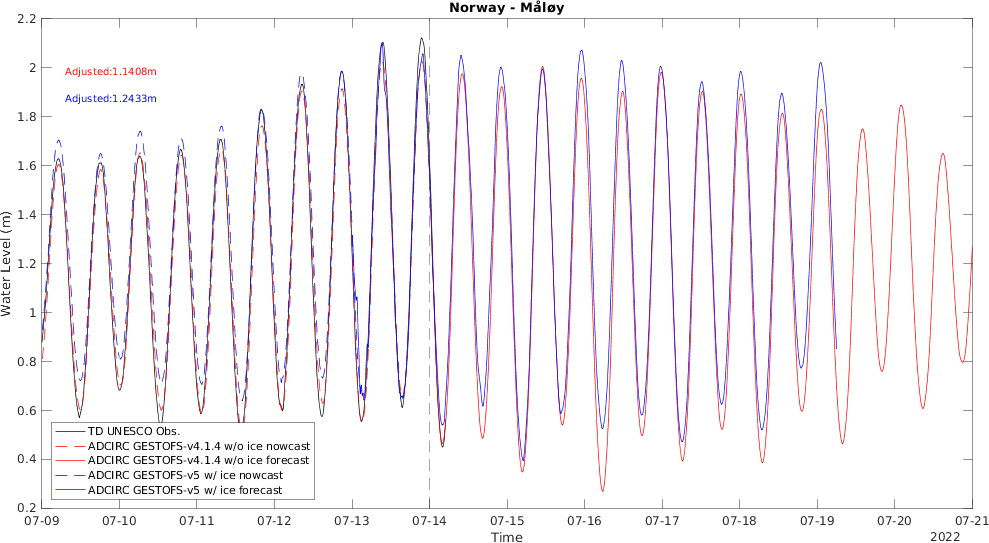 Norway - Måløy
2.2
2
1.8
1.6
1.4
1.2
1
0.8
0.6
0.4
0.2
Water Level (m)
Adjusted:1.1408m
Adjusted:1.2433m
TD UNESCO Obs.
ADCIRC GESTOFS-v4.1.4 w/o ice nowcast
ADCIRC GESTOFS-v4.1.4 w/o ice forecast
ADCIRC GESTOFS-v5 w/ ice nowcast
ADCIRC GESTOFS-v5 w/ ice forecast
07-09 07-10 07-11 07-12 07-13 07-14 07-15 07-16 07-17 07-18 07-19 07-20 07-21
Time
2022